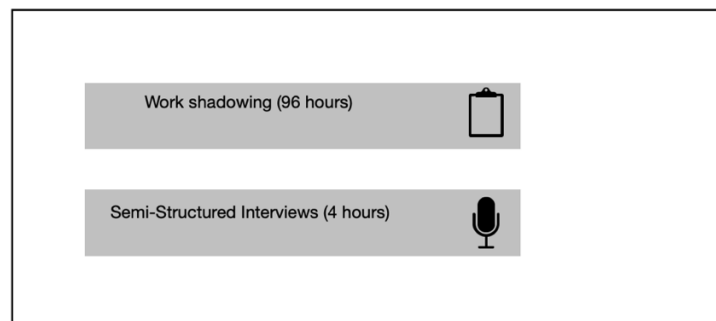 Work shadowing (96 hours)
Semi-Structured Interviews (4 hours)